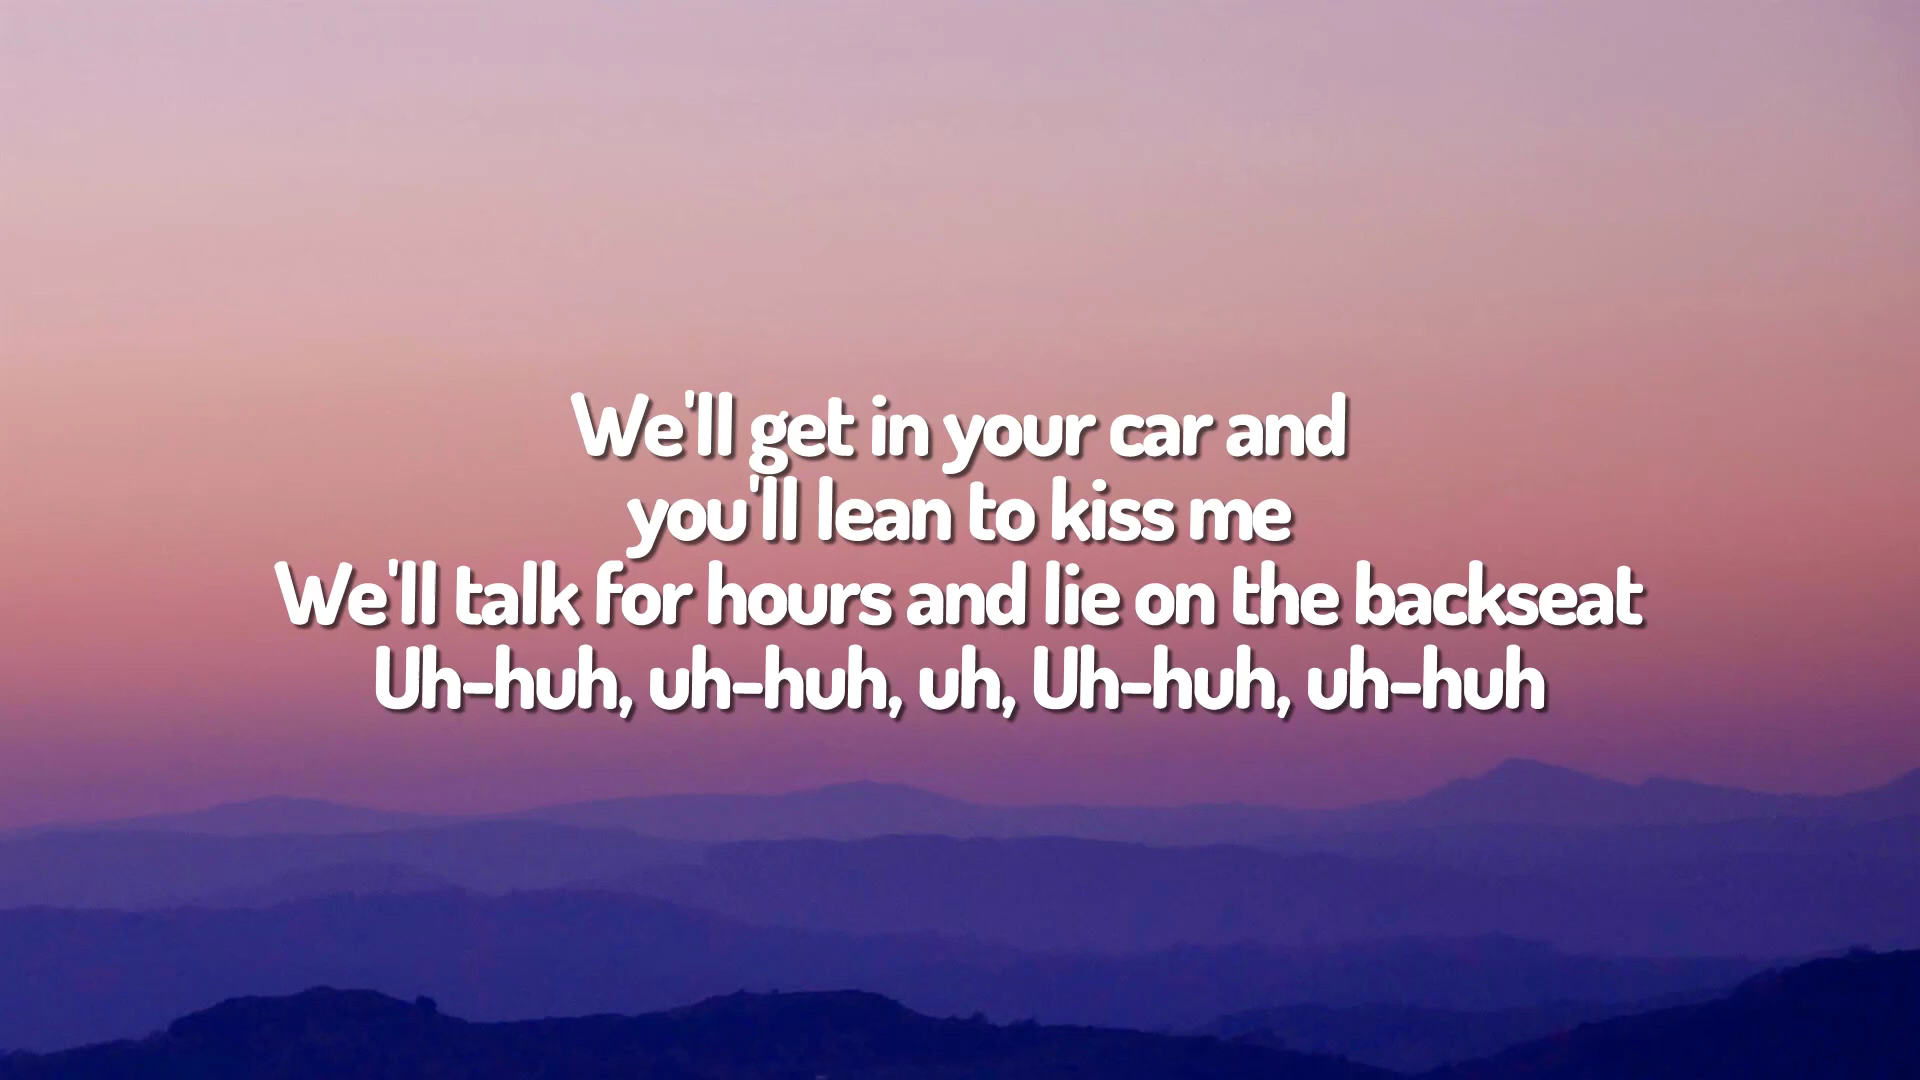 We'll get in your car and
you'll lean to kiss me
We'll talk for hours and lie on the backseat
Uh-huh, uh-huh, uh, Uh-huh, uh-huh